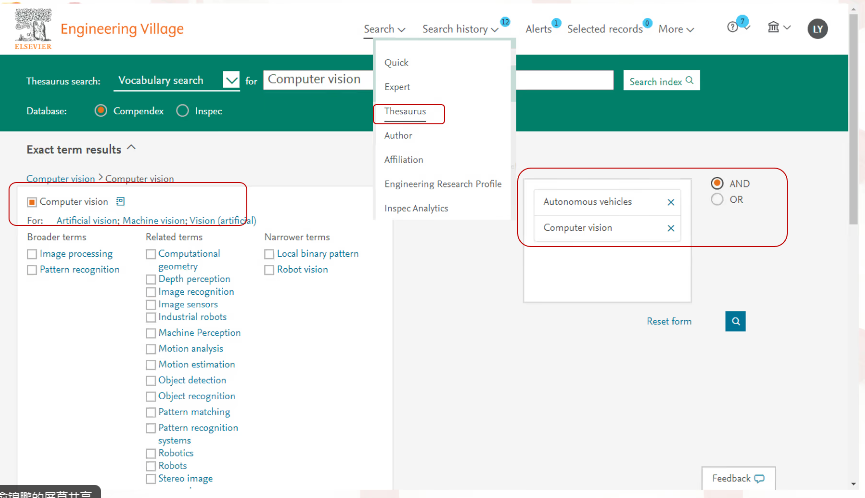 ELSEVIER
Engineering Village
Search
Search history
12
Alerts
1
Selected records
0
More
7
LY
Thesaurus search:
Vocabulary search
for
Computer vision
Search index
Database:
Compendex
Inspec
Quick
Expert
Thesaurus
Author
Affiliation
Engineering Research Profile
Inspec Analytics
Exact term results
Computer vision > Computer vision
Computer vision
For: Artificial vision; Machine vision; Vision (artificial)
Broader terms
Image processing
Pattern recognition
Related terms
Computational
geometry
Depth perception
Image recognition
Image sensors
Industrial robots
Machine Perception
Motion analysis
Motion estimation
Object detection
Object recognition
Pattern matching
Pattern recognition
systems
Robotics
Robots
Stereo image
Narrower terms
Local binary pattern
Robot vision
Autonomous vehicles
Computer vision
AND
OR
Reset form
Feedback
的屏幕共享